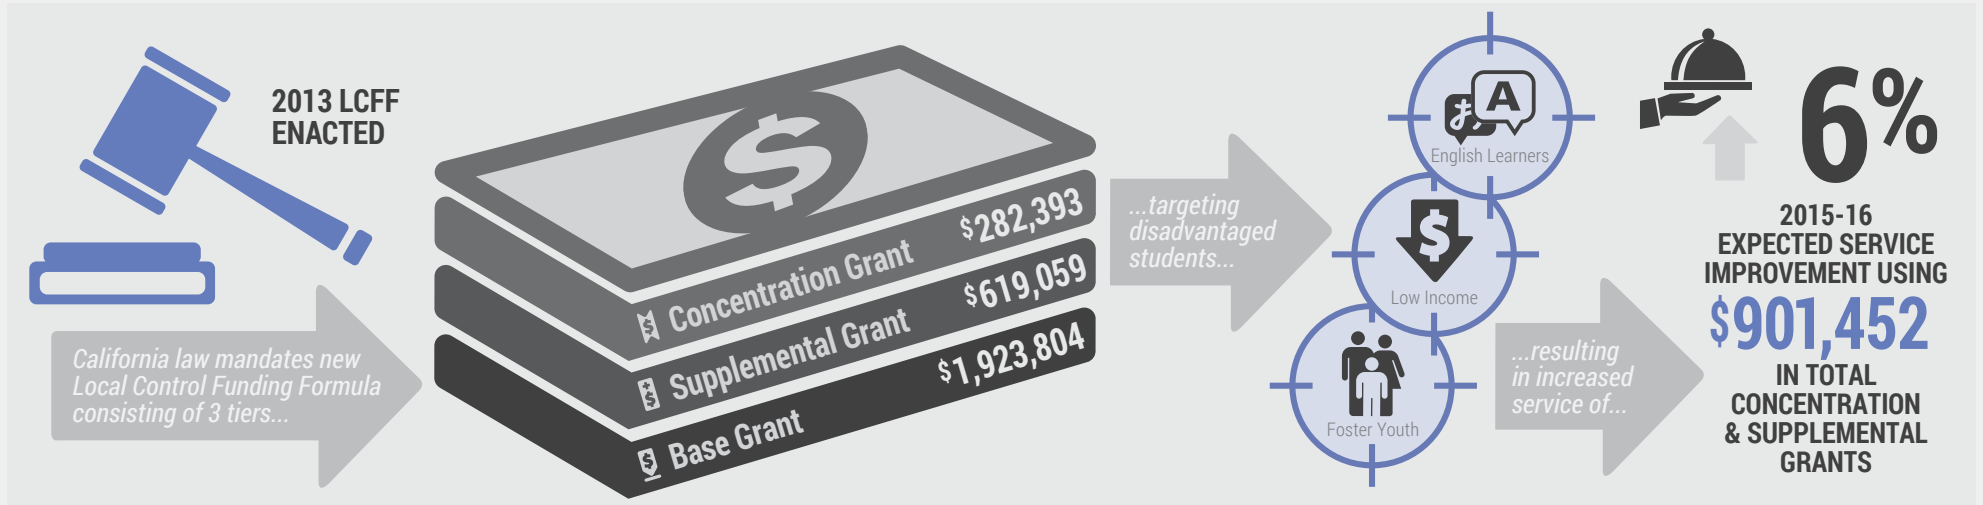 2013 LCFF
ENACTED
California law mandates new
Local Control Funding Formula
consisting of 3 tiers...
$
Concentration Grant $282,393
Supplemental Grant $619,059
Base Grant $1,923,804
...targeting
disadvantaged
students...
あ A
English Learners
$
Low Income
Foster Youth
...resulting
in increased
service of...
6%
2015-16
EXPECTED SERVICE
IMPROVEMENT USING
$901,452
IN TOTAL
CONCENTRATION
& SUPPLEMENTAL
GRANTS